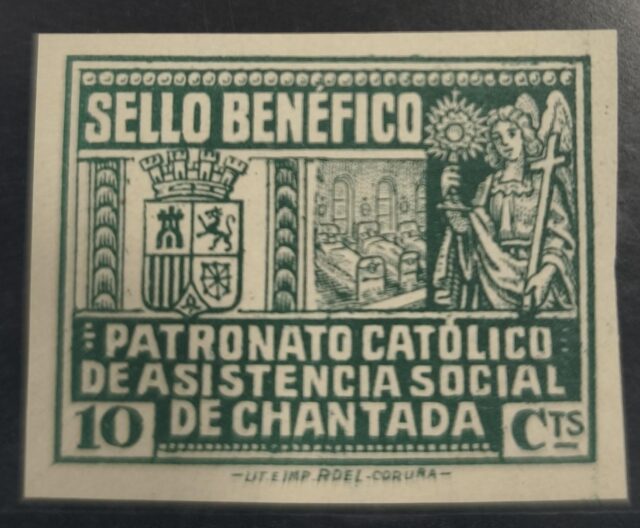 SELLO BENÉFICO
PATRONATO CATÓLICO
DE ASISTENCIA SOCIAL
10 DE CHANTADA CTS
-LIT. E IMP. ROEL-CORUÑA-